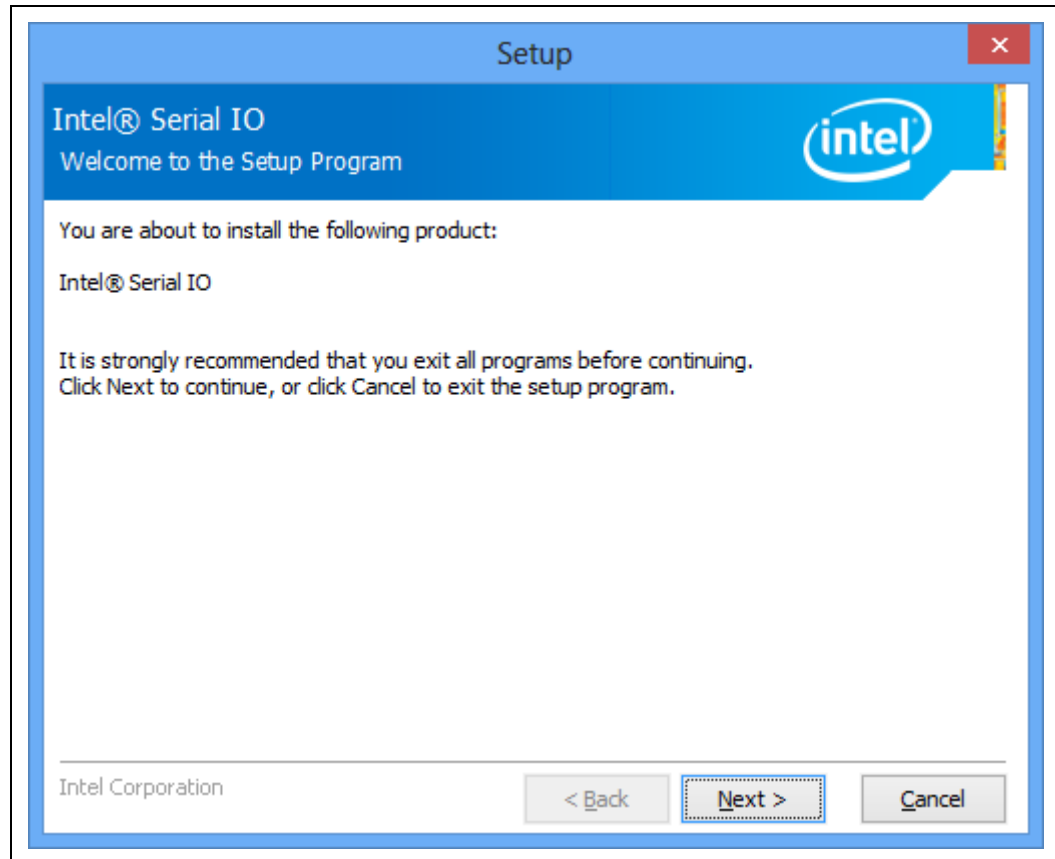 Setup
Intel® Serial IO
Welcome to the Setup Program
intel
You are about to install the following product:
Intel® Serial IO
It is strongly recommended that you exit all programs before continuing.
Click Next to continue, or click Cancel to exit the setup program.
Intel Corporation
< Back
Next >
Cancel